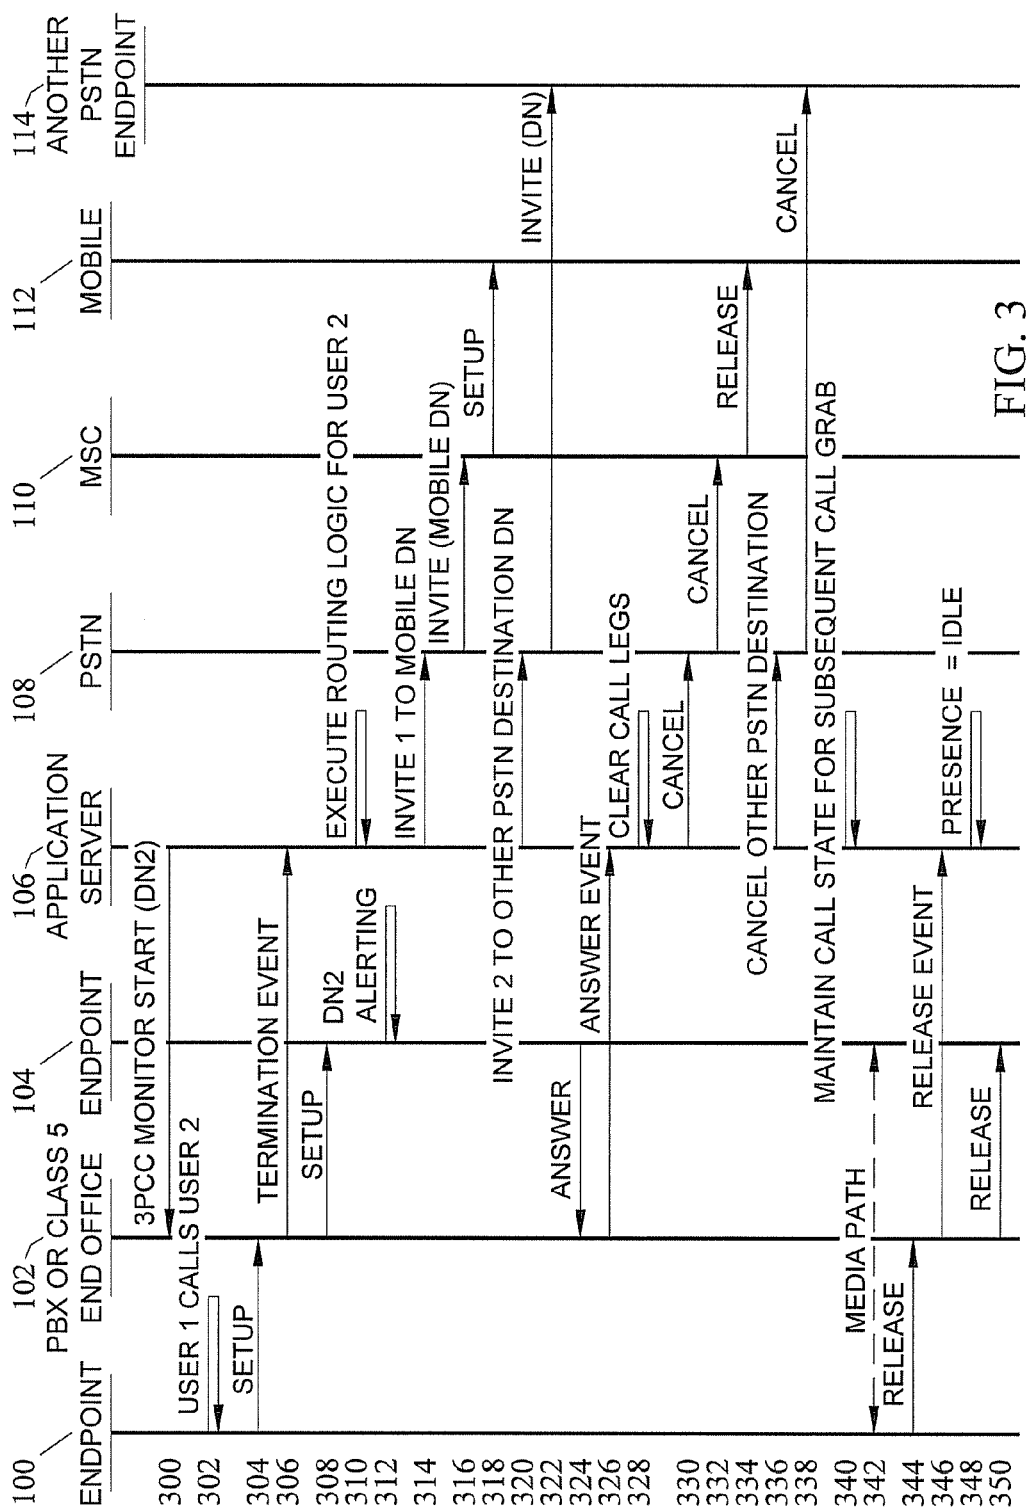 100
ENDPOINT
102
PBX OR CLASS 5
END OFFICE
104
ENDPOINT
106
APPLICATION
SERVER
108
PSTN
110
MSC
112
MOBILE
114
ANOTHER
PSTN
ENDPOINT
300
3PCC MONITOR START (DN2)
302
USER 1 CALLS USER 2
304
SETUP
306
TERMINATION EVENT
308
SETUP
310
EXECUTE ROUTING LOGIC FOR USER 2
312
DN2
ALERTING
314
INVITE 1 TO MOBILE DN
316
INVITE (MOBILE DN)
318
SETUP
320
INVITE 2 TO OTHER PSTN DESTINATION DN
322
INVITE (DN)
324
ANSWER
326
ANSWER EVENT
328
CLEAR CALL LEGS
330
CANCEL
332
CANCEL
334
RELEASE
336
CANCEL OTHER PSTN DESTINATION
338
CANCEL
340
MAINTAIN CALL STATE FOR SUBSEQUENT CALL GRAB
342
MEDIA PATH
344
RELEASE
346
RELEASE EVENT
348
PRESENCE = IDLE
350
RELEASE
FIG. 3